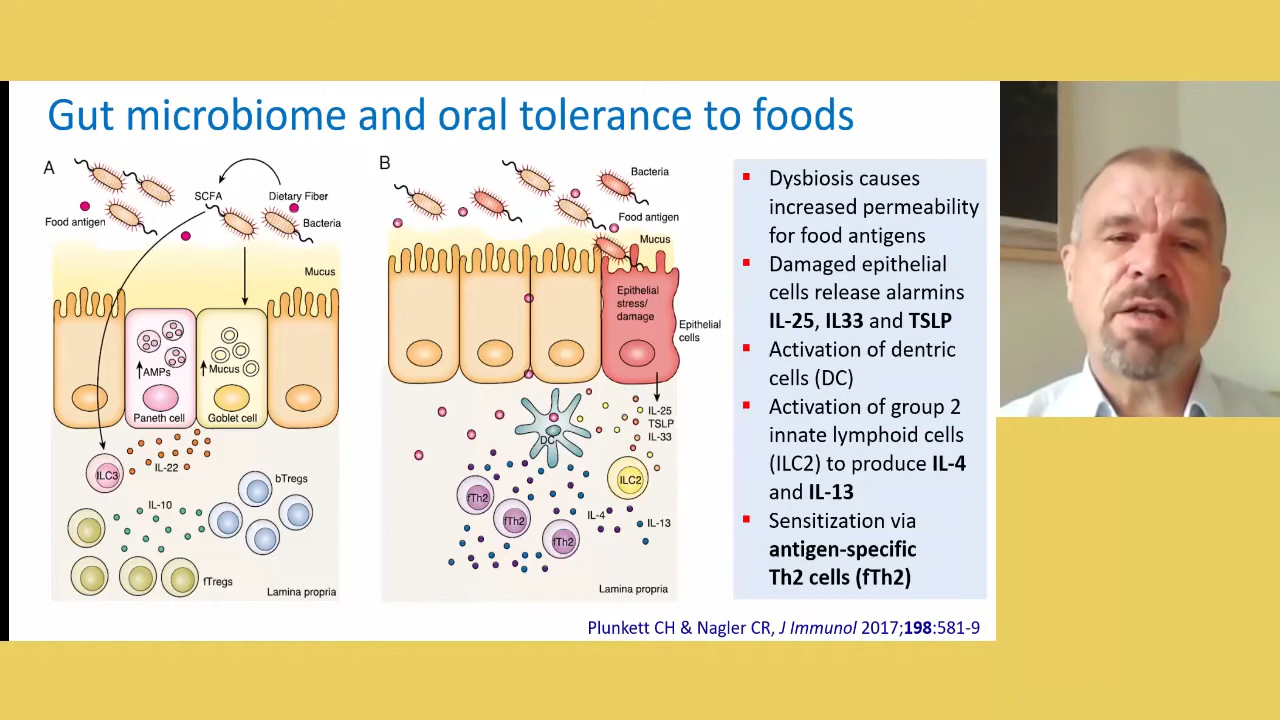 Gut microbiome and oral tolerance to foods
A
SCFA
Dietary Fiber
Food antigen
Bacteria
Mucus
AMPs
Mucus
Paneth cell
Goblet cell
ILC3
IL-22
IL-10
bTregs
fTregs
Lamina propria
B
Bacteria
Food antigen
Mucus
Epithelial
stress/
damage
Epithelial
cells
IL-25
TSLP
IL-33
DC
ILC2
fTh2
fTh2
fTh2
IL-4
IL-13
Lamina propria
▪ Dysbiosis causes
increased permeability
for food antigens
▪ Damaged epithelial
cells release alarmins
IL-25, IL33 and TSLP
▪ Activation of dentric
cells (DC)
▪ Activation of group 2
innate lymphoid cells
(ILC2) to produce IL-4
and IL-13
▪ Sensitization via
antigen-specific
Th2 cells (fTh2)
Plunkett CH & Nagler CR, J Immunol 2017;198:581-9